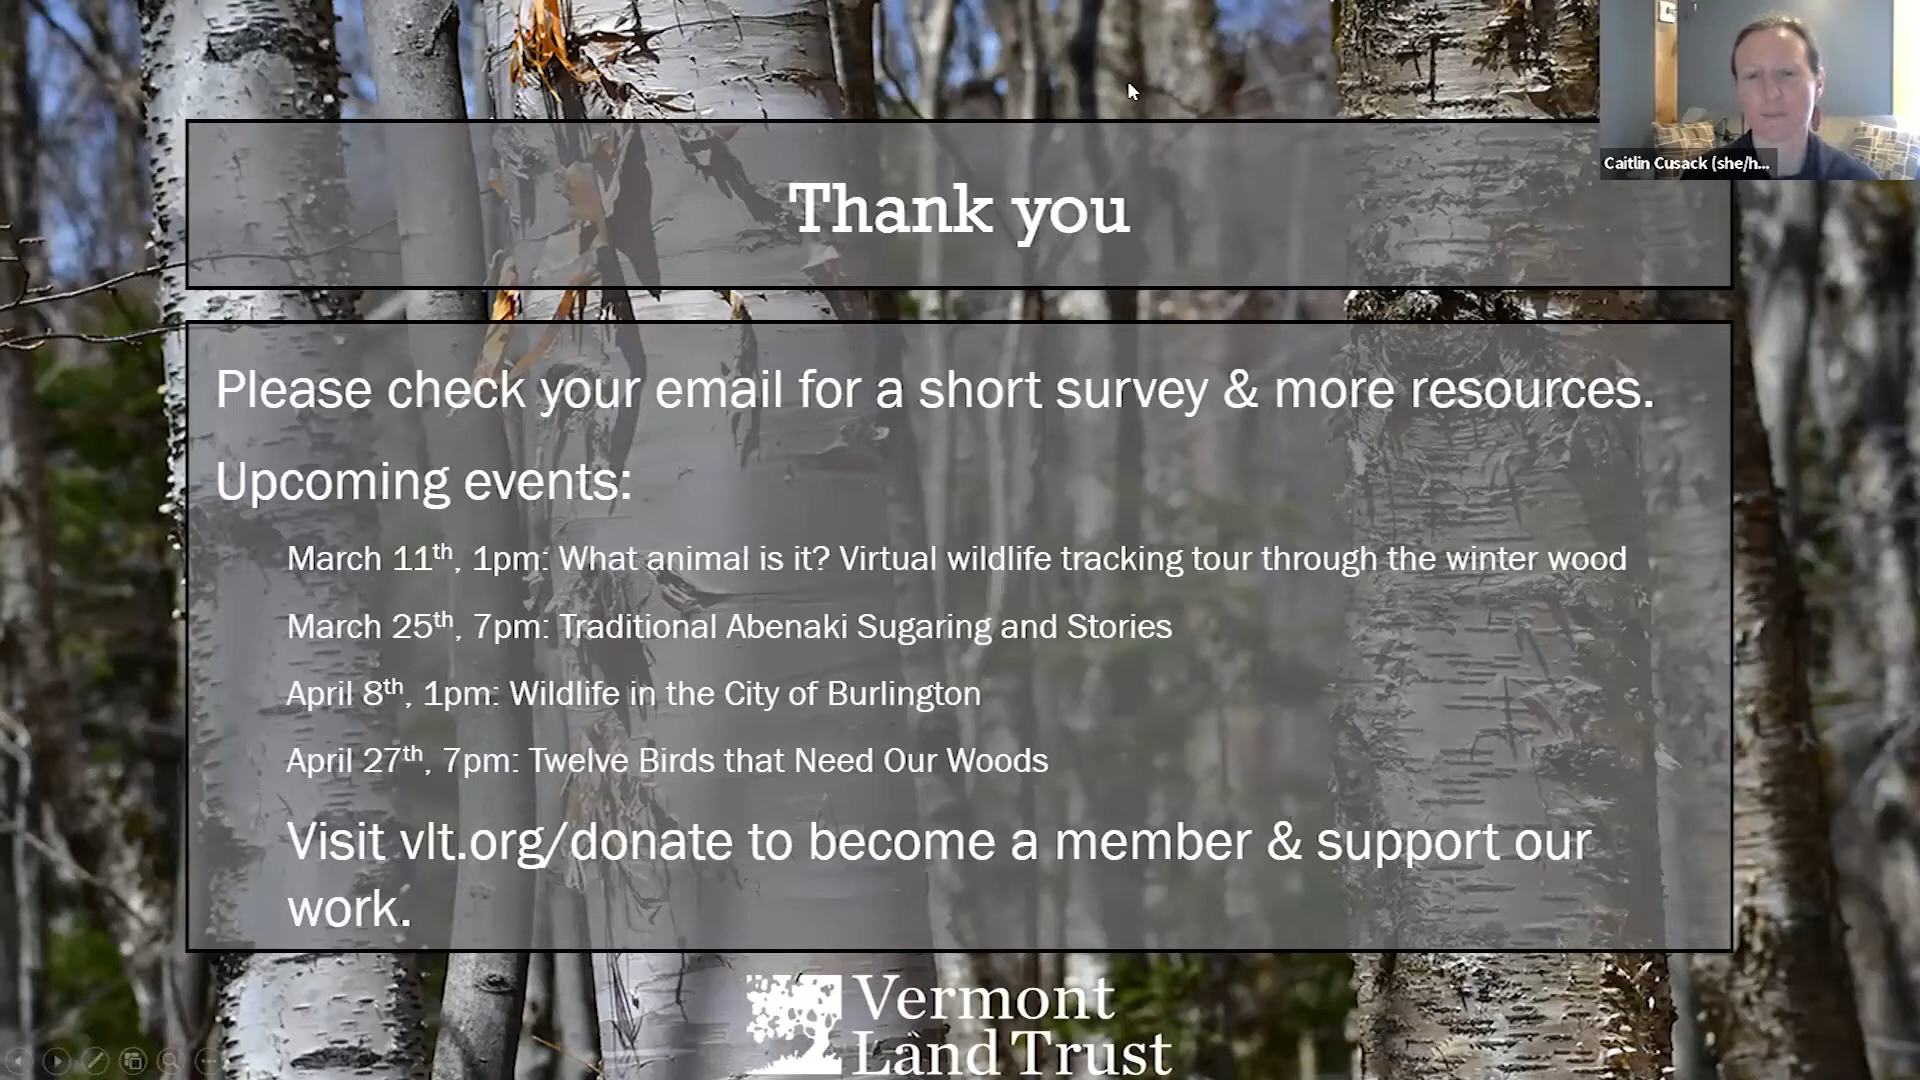 Caitlin Cusack (she/h...
Thank you
Please check your email for a short survey & more resources.
Upcoming events:
March 11th, 1pm: What animal is it? Virtual wildlife tracking tour through the winter wood
March 25th, 7pm: Traditional Abenaki Sugaring and Stories
April 8th, 1pm: Wildlife in the City of Burlington
April 27th, 7pm: Twelve Birds that Need Our Woods
Visit vlt.org/donate to become a member & support our
work.
Vermont
Land Trust